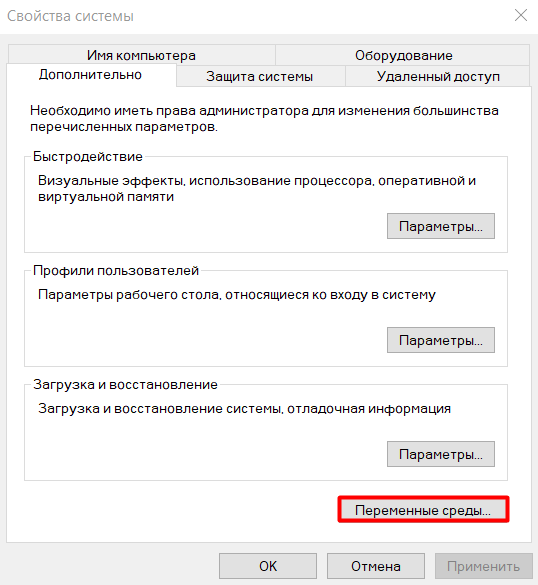 Свойства системы
Имя компьютера
Оборудование
Дополнительно
Защита системы
Удаленный доступ
Необходимо иметь права администратора для изменения большинства
перечисленных параметров.
Быстродействие
Визуальные эффекты, использование процессора, оперативной и
виртуальной памяти
Параметры...
Профили пользователей
Параметры рабочего стола, относящиеся ко входу в систему
Параметры...
Загрузка и восстановление
Загрузка и восстановление системы, отладочная информация
Параметры...
Переменные среды...
ОК
Отмена
Применить